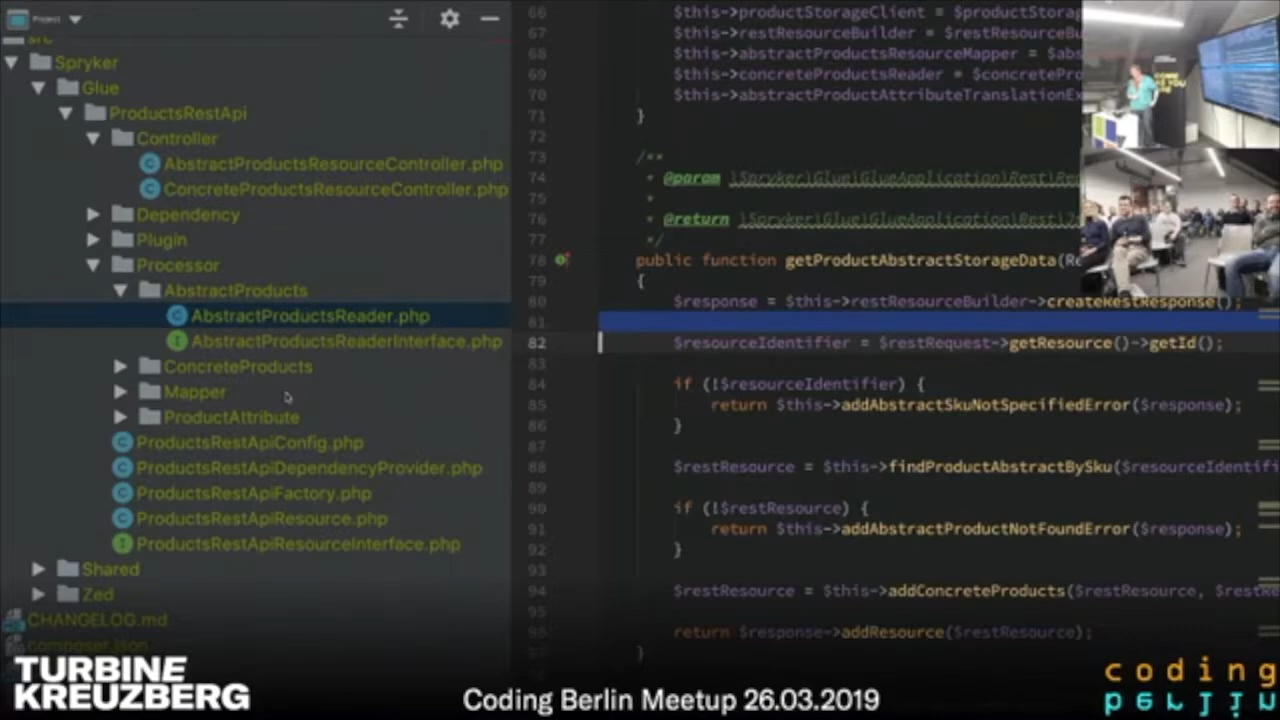 Project
src
Spryker
Glue
ProductsRestApi
Controller
AbstractProductsResourceController.php
ConcreteProductsResourceController.php
Dependency
Plugin
Processor
AbstractProducts
AbstractProductsReader.php
AbstractProductsReaderInterface.php
ConcreteProducts
Mapper
ProductAttribute
ProductsRestApiConfig.php
ProductsRestApiDependencyProvider.php
ProductsRestApiFactory.php
ProductsRestApiResource.php
ProductsRestApiResourceInterface.php
Shared
Zed
CHANGELOG.md
composer.json
66 $this->productStorageClient = $productStorag
67 $this->restResourceBuilder = $restResourceBu
68 $this->abstractProductsResourceMapper = $abs
69 $this->concreteProductsReader = $concretePro
70 $this->abstractProductAttributeTranslationEx
71 }
72
73 /**
74 * @param \Spryker\Glue\GlueApplication\Rest\Re
75 *
76 * @return \Spryker\Glue\GlueApplication\Rest\Js
77 */
78 public function getProductAbstractStorageData(Re
79 {
80 $response = $this->restResourceBuilder->createRestResponse();
81
82 $resourceIdentifier = $restRequest->getResource()->getId();
83
84 if (!$resourceIdentifier) {
85 return $this->addAbstractSkuNotSpecifiedError($response);
86 }
87
88 $restResource = $this->findProductAbstractBySku($resourceIdentifi
89
90 if (!$restResource) {
91 return $this->addAbstractProductNotFoundError($response);
92 }
93
94 $restResource = $this->addConcreteProducts($restResource, $restRe
95
96 return $response->addResource($restResource);
}
TURBINE
KREUZBERG
Coding Berlin Meetup 26.03.2019
coding
berlin